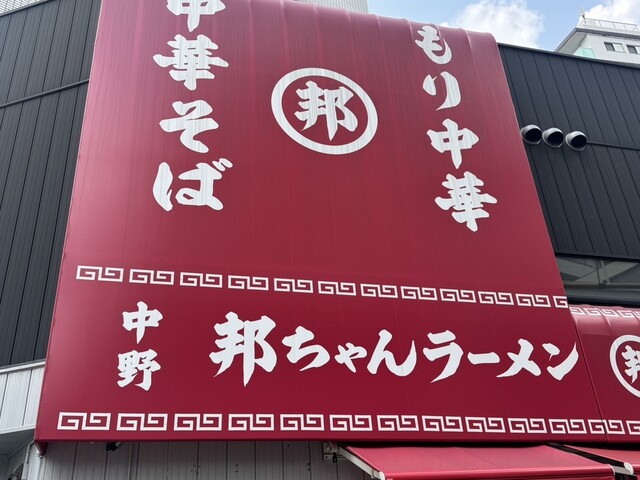 中華そば
邦
もり中華
中野
邦ちゃんラーメン
邦